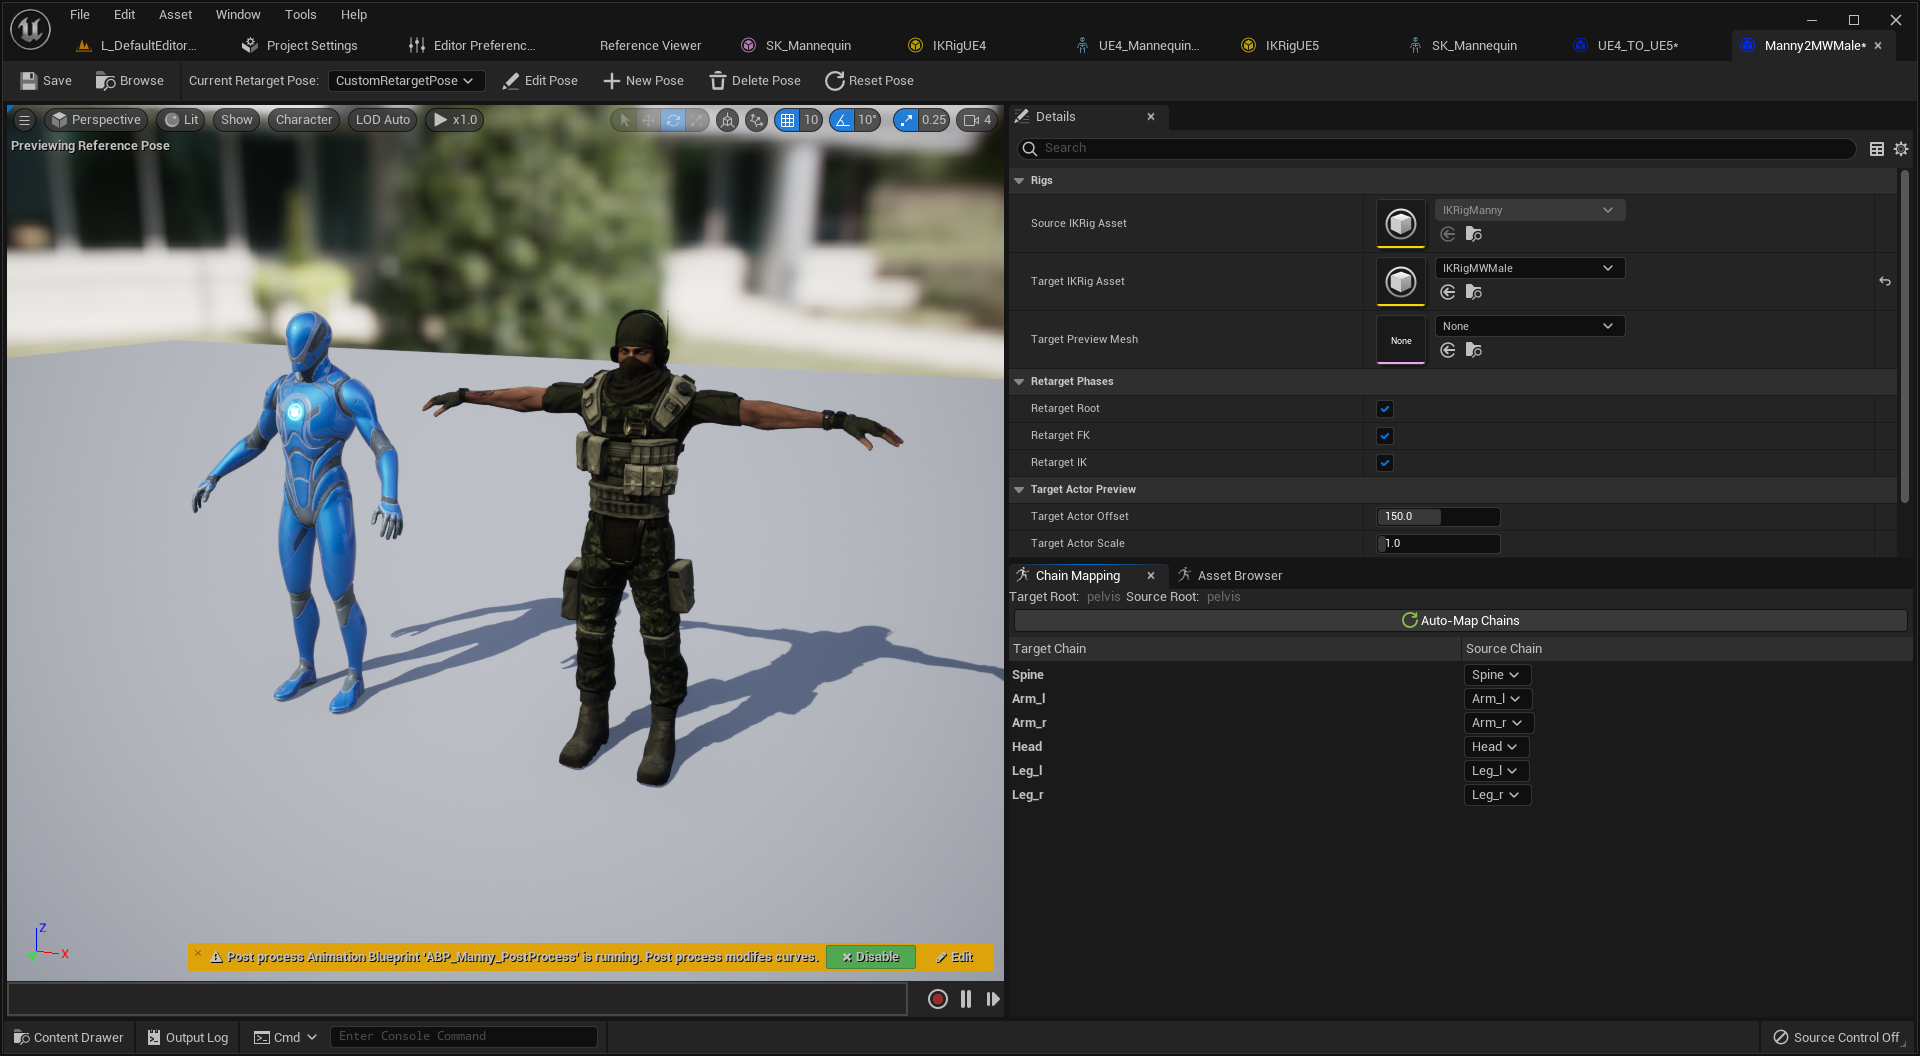 File Edit Asset Window Tools Help
L_DefaultEditor... Project Settings Editor Preferenc... Reference Viewer SK_Mannequin IKRigUE4 UE4_Mannequin... IKRigUE5 SK_Mannequin UE4_TO_UE5* Manny2MWMale*
Save Browse Current Retarget Pose: CustomRetargetPose Edit Pose New Pose Delete Pose Reset Pose
Perspective Lit Show Character LOD Auto x1.0 10 10° 0.25 4
Previewing Reference Pose
Details
Search
Rigs
Source IKRig Asset IKRigManny
Target IKRig Asset IKRigMWMale
Target Preview Mesh None None
Retarget Phases
Retarget Root
Retarget FK
Retarget IK
Target Actor Preview
Target Actor Offset 150.0
Target Actor Scale 1.0
Chain Mapping Asset Browser
Target Root: pelvis Source Root: pelvis
Auto-Map Chains
Target Chain Source Chain
Spine Spine
Arm_l Arm_l
Arm_r Arm_r
Head Head
Leg_l Leg_l
Leg_r Leg_r
Z
X
Y
Post process Animation Blueprint 'ABP_Manny_PostProcess' is running. Post process modifes curves. Disable Edit
Content Drawer Output Log Cmd Enter Console Command Source Control Off